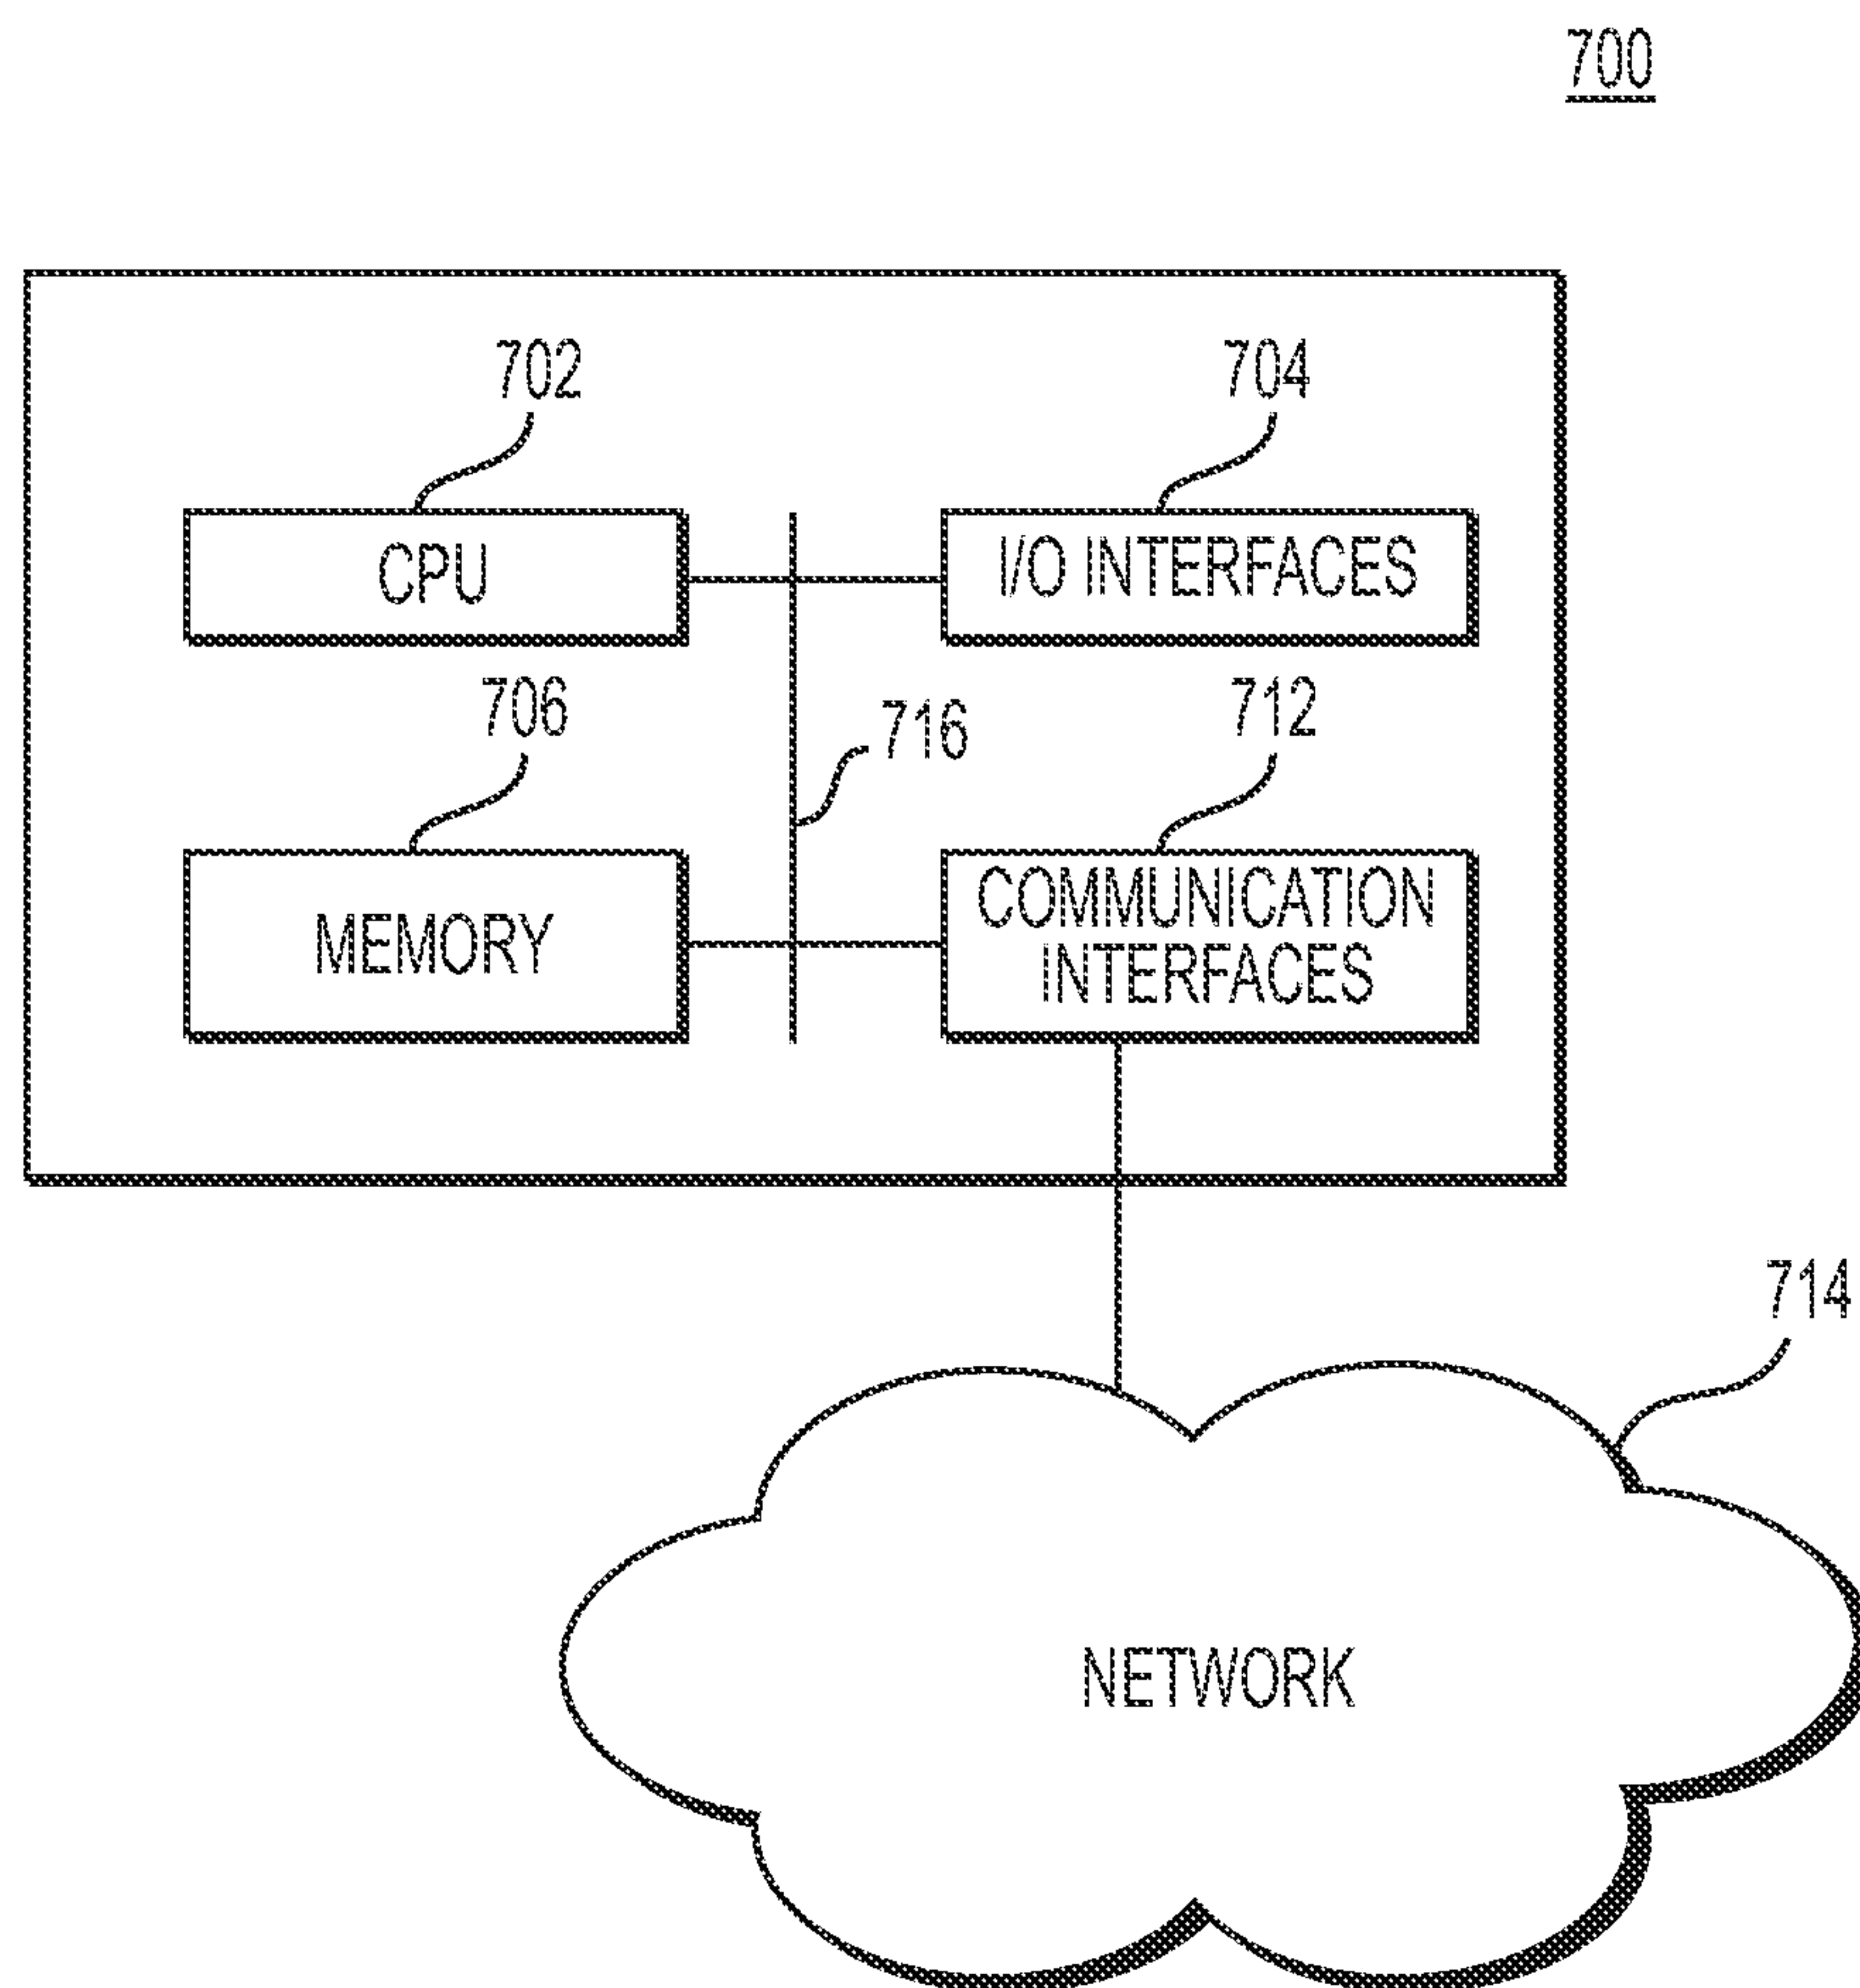 700
702
704
CPU
I/O INTERFACES
706
716
712
MEMORY
COMMUNICATION
INTERFACES
714
NETWORK